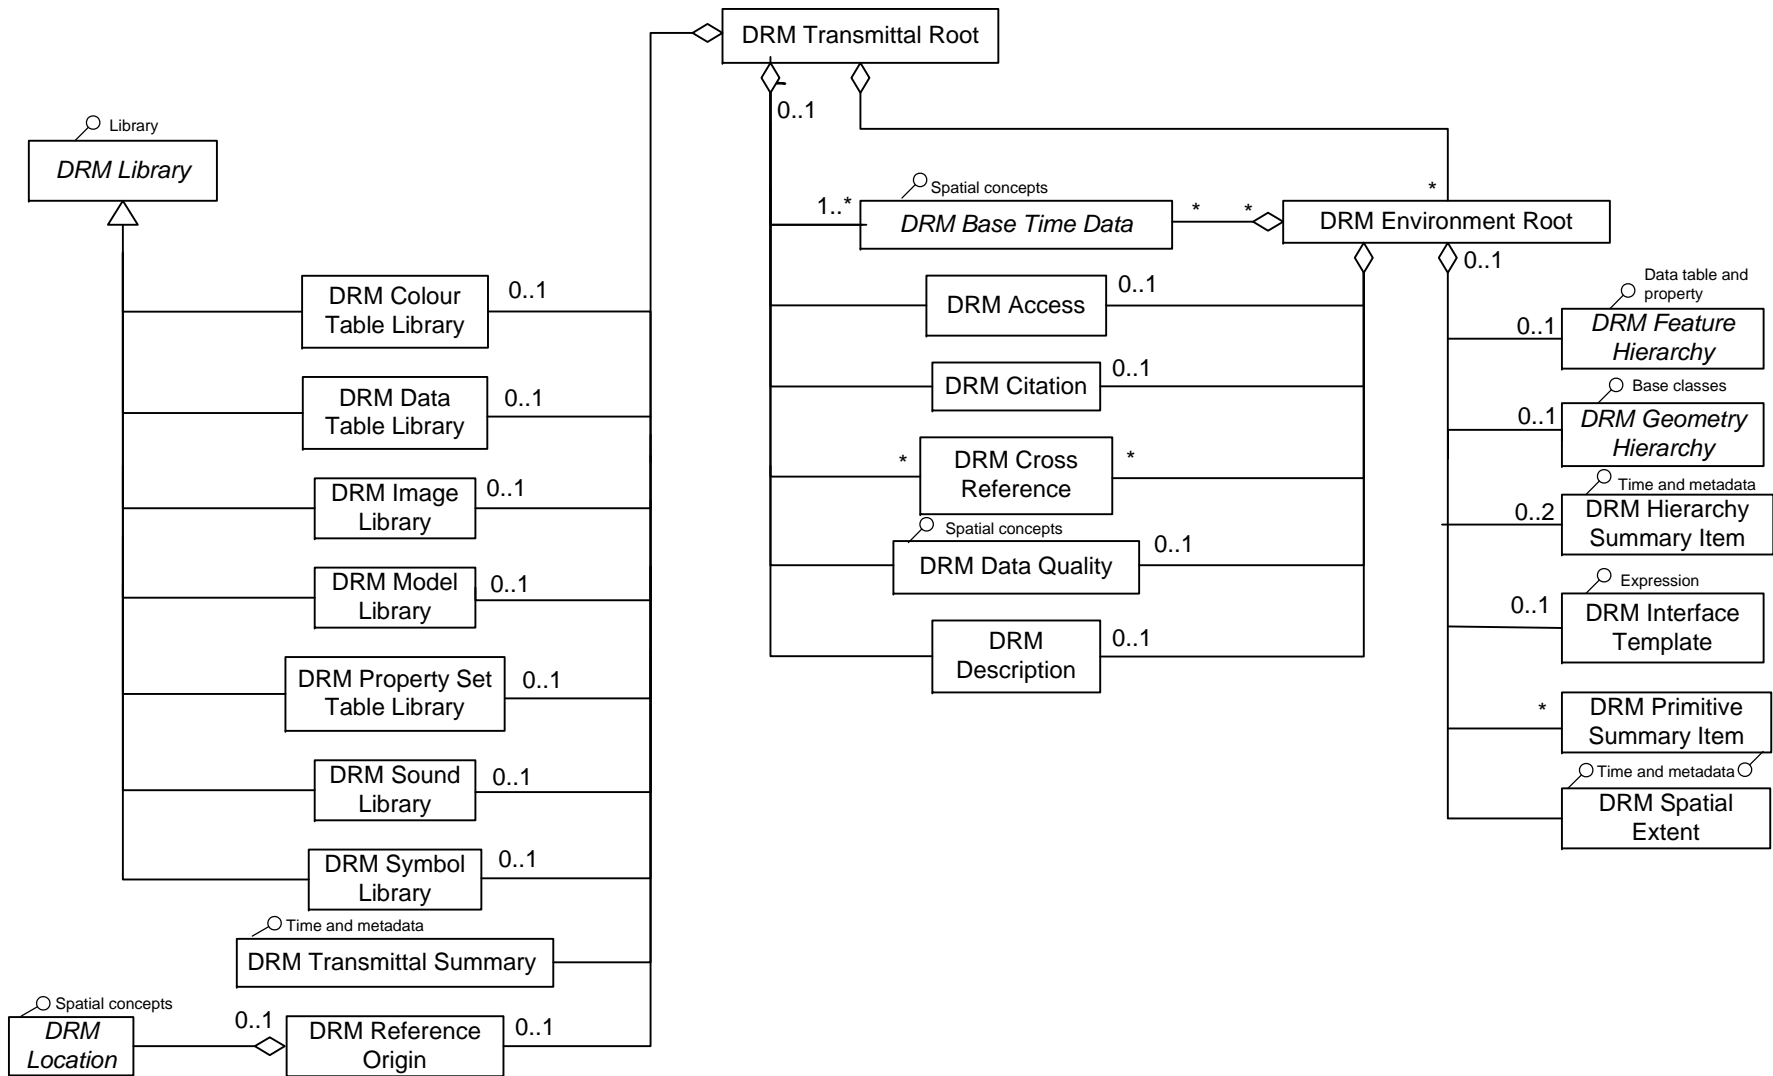 DRM Transmittal Root
0..1
Library
DRM Library
Spatial concepts
1..*
DRM Base Time Data
*
*
*
DRM Environment Root
0..1
DRM Colour
Table Library
0..1
DRM Data
Table Library
0..1
DRM Image
Library
0..1
DRM Model
Library
0..1
DRM Property Set
Table Library
0..1
DRM Sound
Library
0..1
DRM Symbol
Library
0..1
Time and metadata
DRM Transmittal Summary
Spatial concepts
DRM
Location
0..1
DRM Reference
Origin
0..1
DRM Access
0..1
DRM Citation
0..1
*
DRM Cross
Reference
*
Spatial concepts
DRM Data Quality
0..1
DRM
Description
0..1
Data table and
property
0..1
DRM Feature
Hierarchy
Base classes
0..1
DRM Geometry
Hierarchy
Time and metadata
0..2
DRM Hierarchy
Summary Item
Expression
0..1
DRM Interface
Template
*
DRM Primitive
Summary Item
Time and metadata
DRM Spatial
Extent